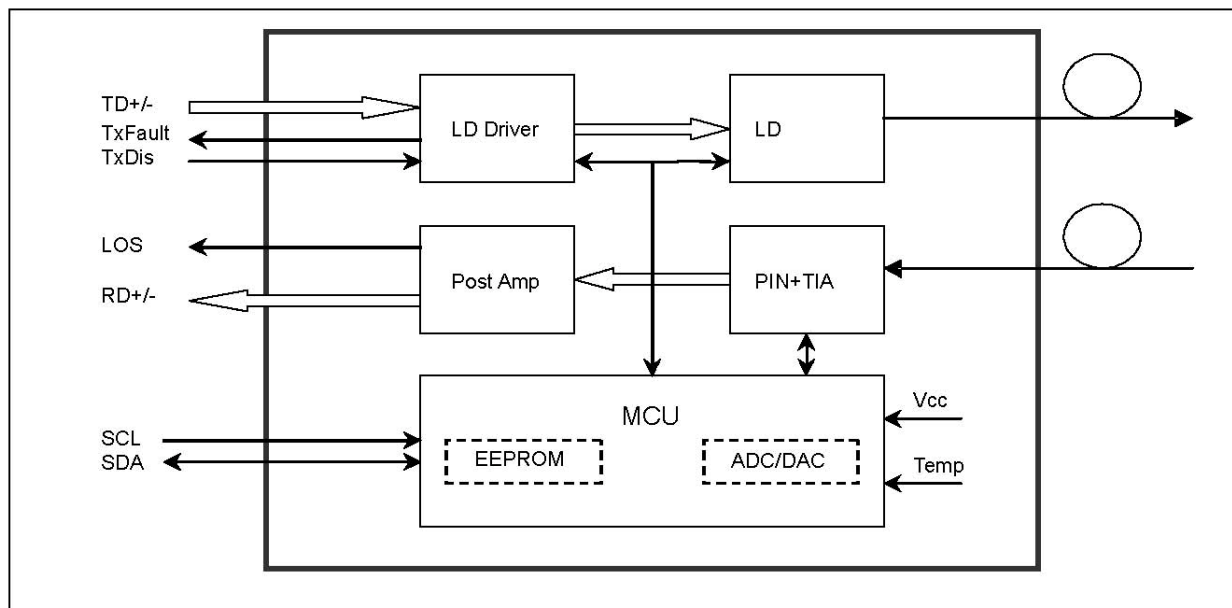 TD+/-
TxFault
TxDis
LD Driver
LD
LOS
RD+/-
Post Amp
PIN+TIA
MCU
Vcc
SCL
SDA
EEPROM
ADC/DAC
Temp